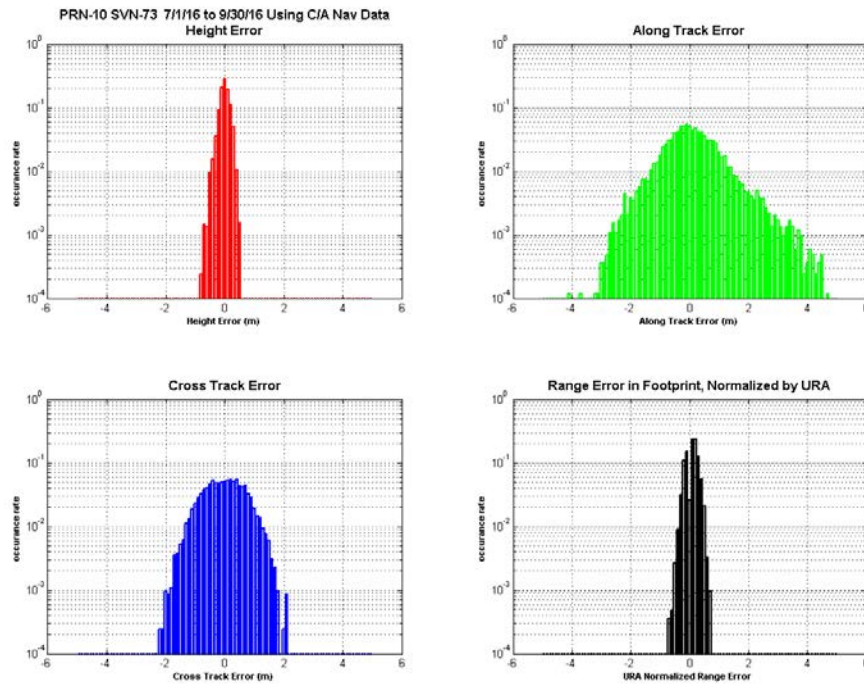 PRN-10 SVN-73 7/1/16 to 9/30/16 Using C/A Nav Data
Height Error
10^0
10^-1
10^-2
10^-3
10^-4
occurance rate
-6 -4 -2 0 2 4 6
Height Error (m)
Along Track Error
10^0
10^-1
10^-2
10^-3
10^-4
occurance rate
-6 -4 -2 0 2 4
Along Track Error (m)
Cross Track Error
10^0
10^-1
10^-2
10^-3
10^-4
occurance rate
-6 -4 -2 0 2 4 6
Cross Track Error (m)
Range Error in Footprint, Normalized by URA
10^0
10^-1
10^-2
10^-3
10^-4
occurance rate
-6 -4 -2 0 2 4
URA Normalized Range Error